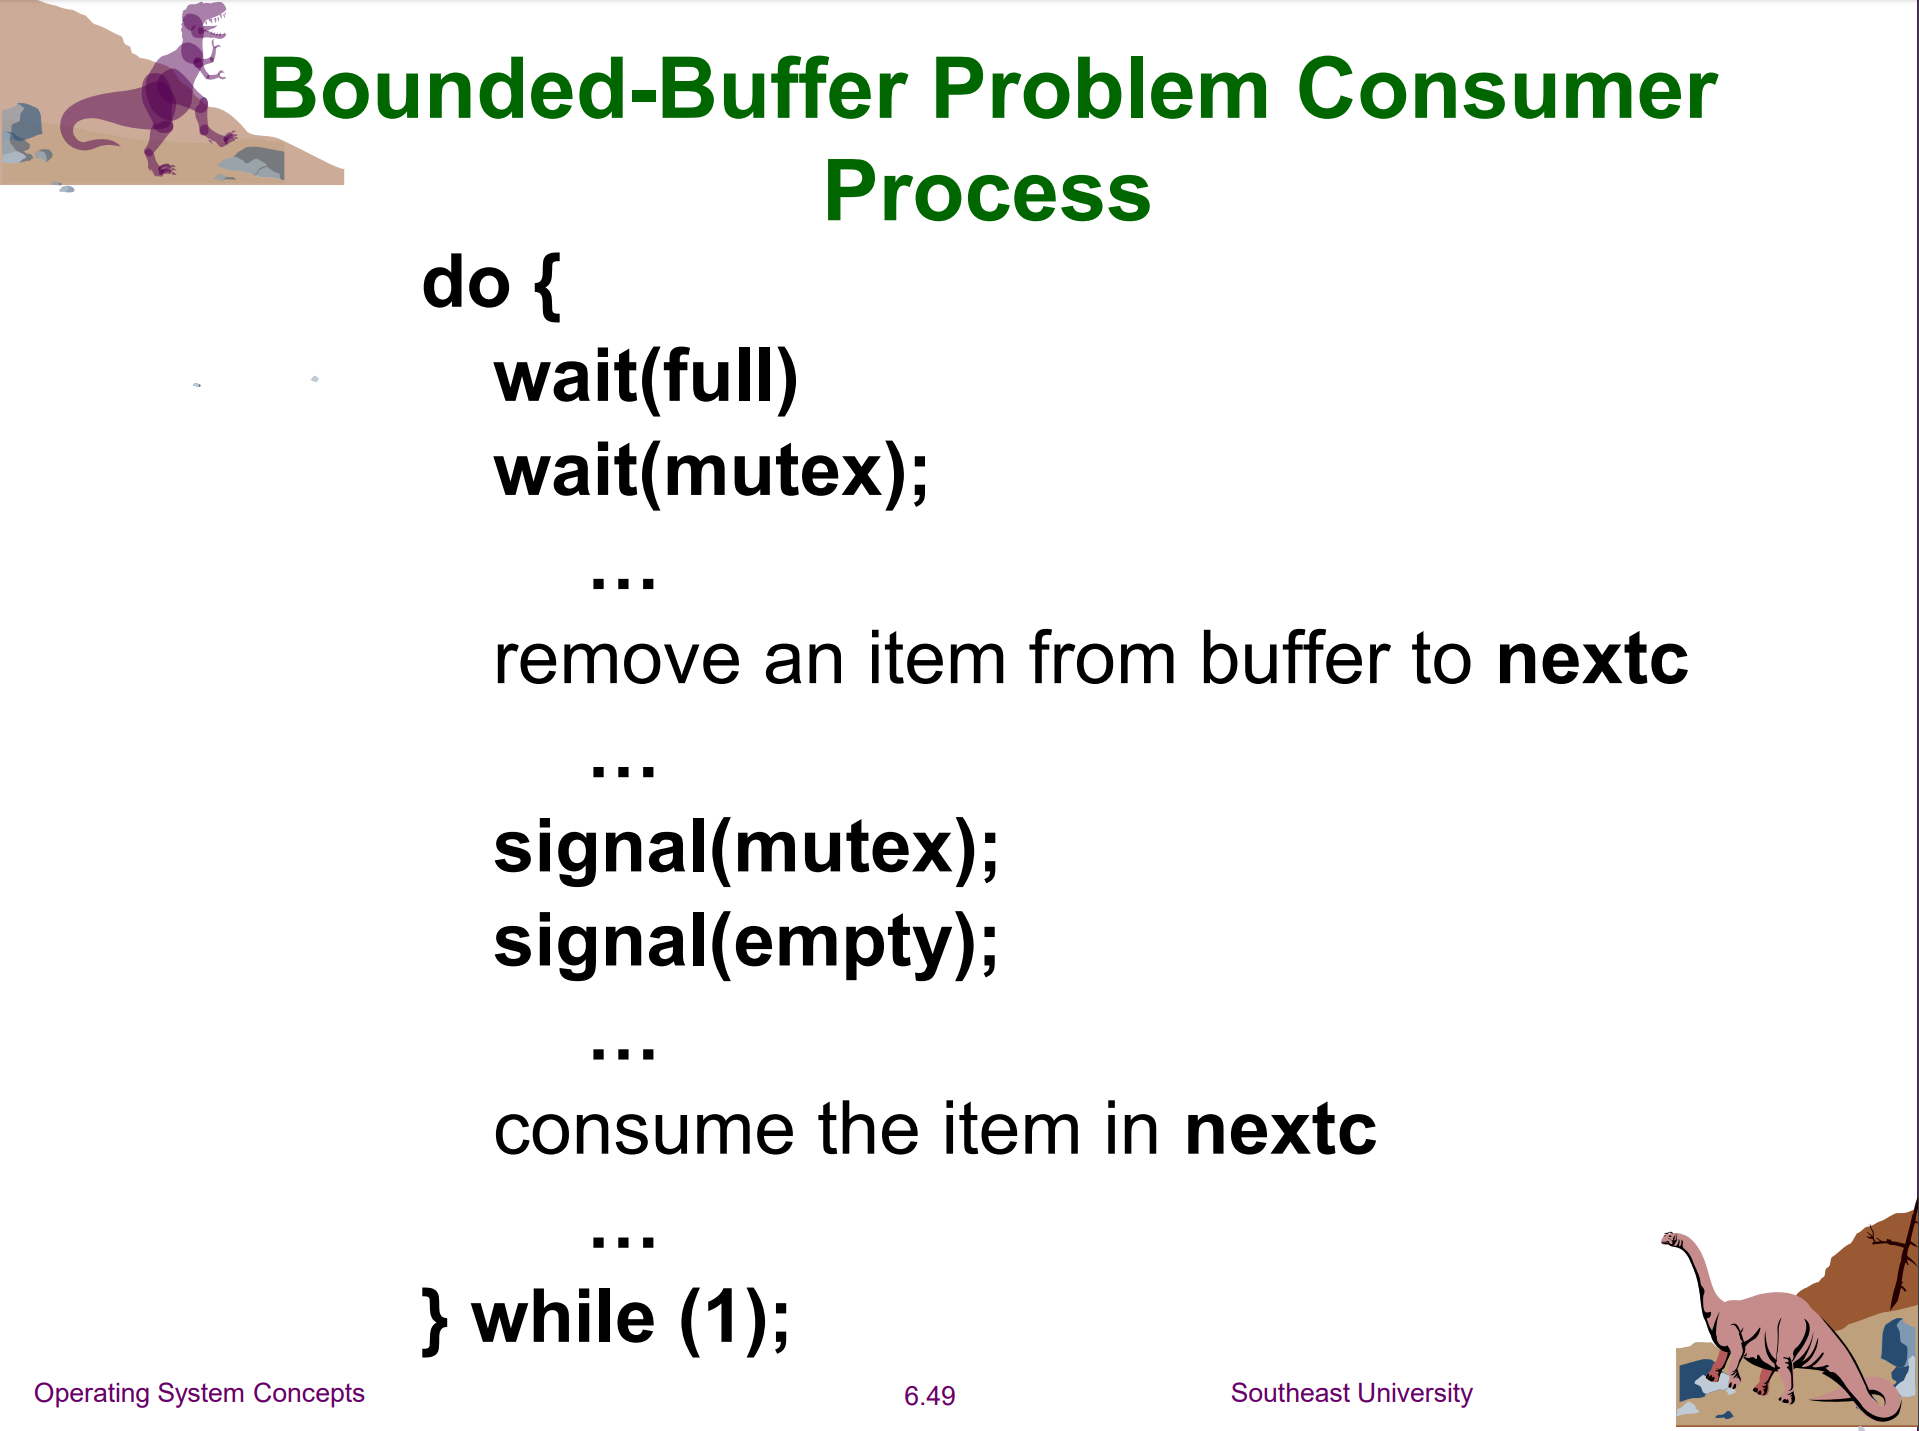 Bounded-Buffer Problem Consumer
Process
do {
wait(full)
wait(mutex);
…
remove an item from buffer to nextc
…
signal(mutex);
signal(empty);
…
consume the item in nextc
…
} while (1);
Operating System Concepts
6.49
Southeast University